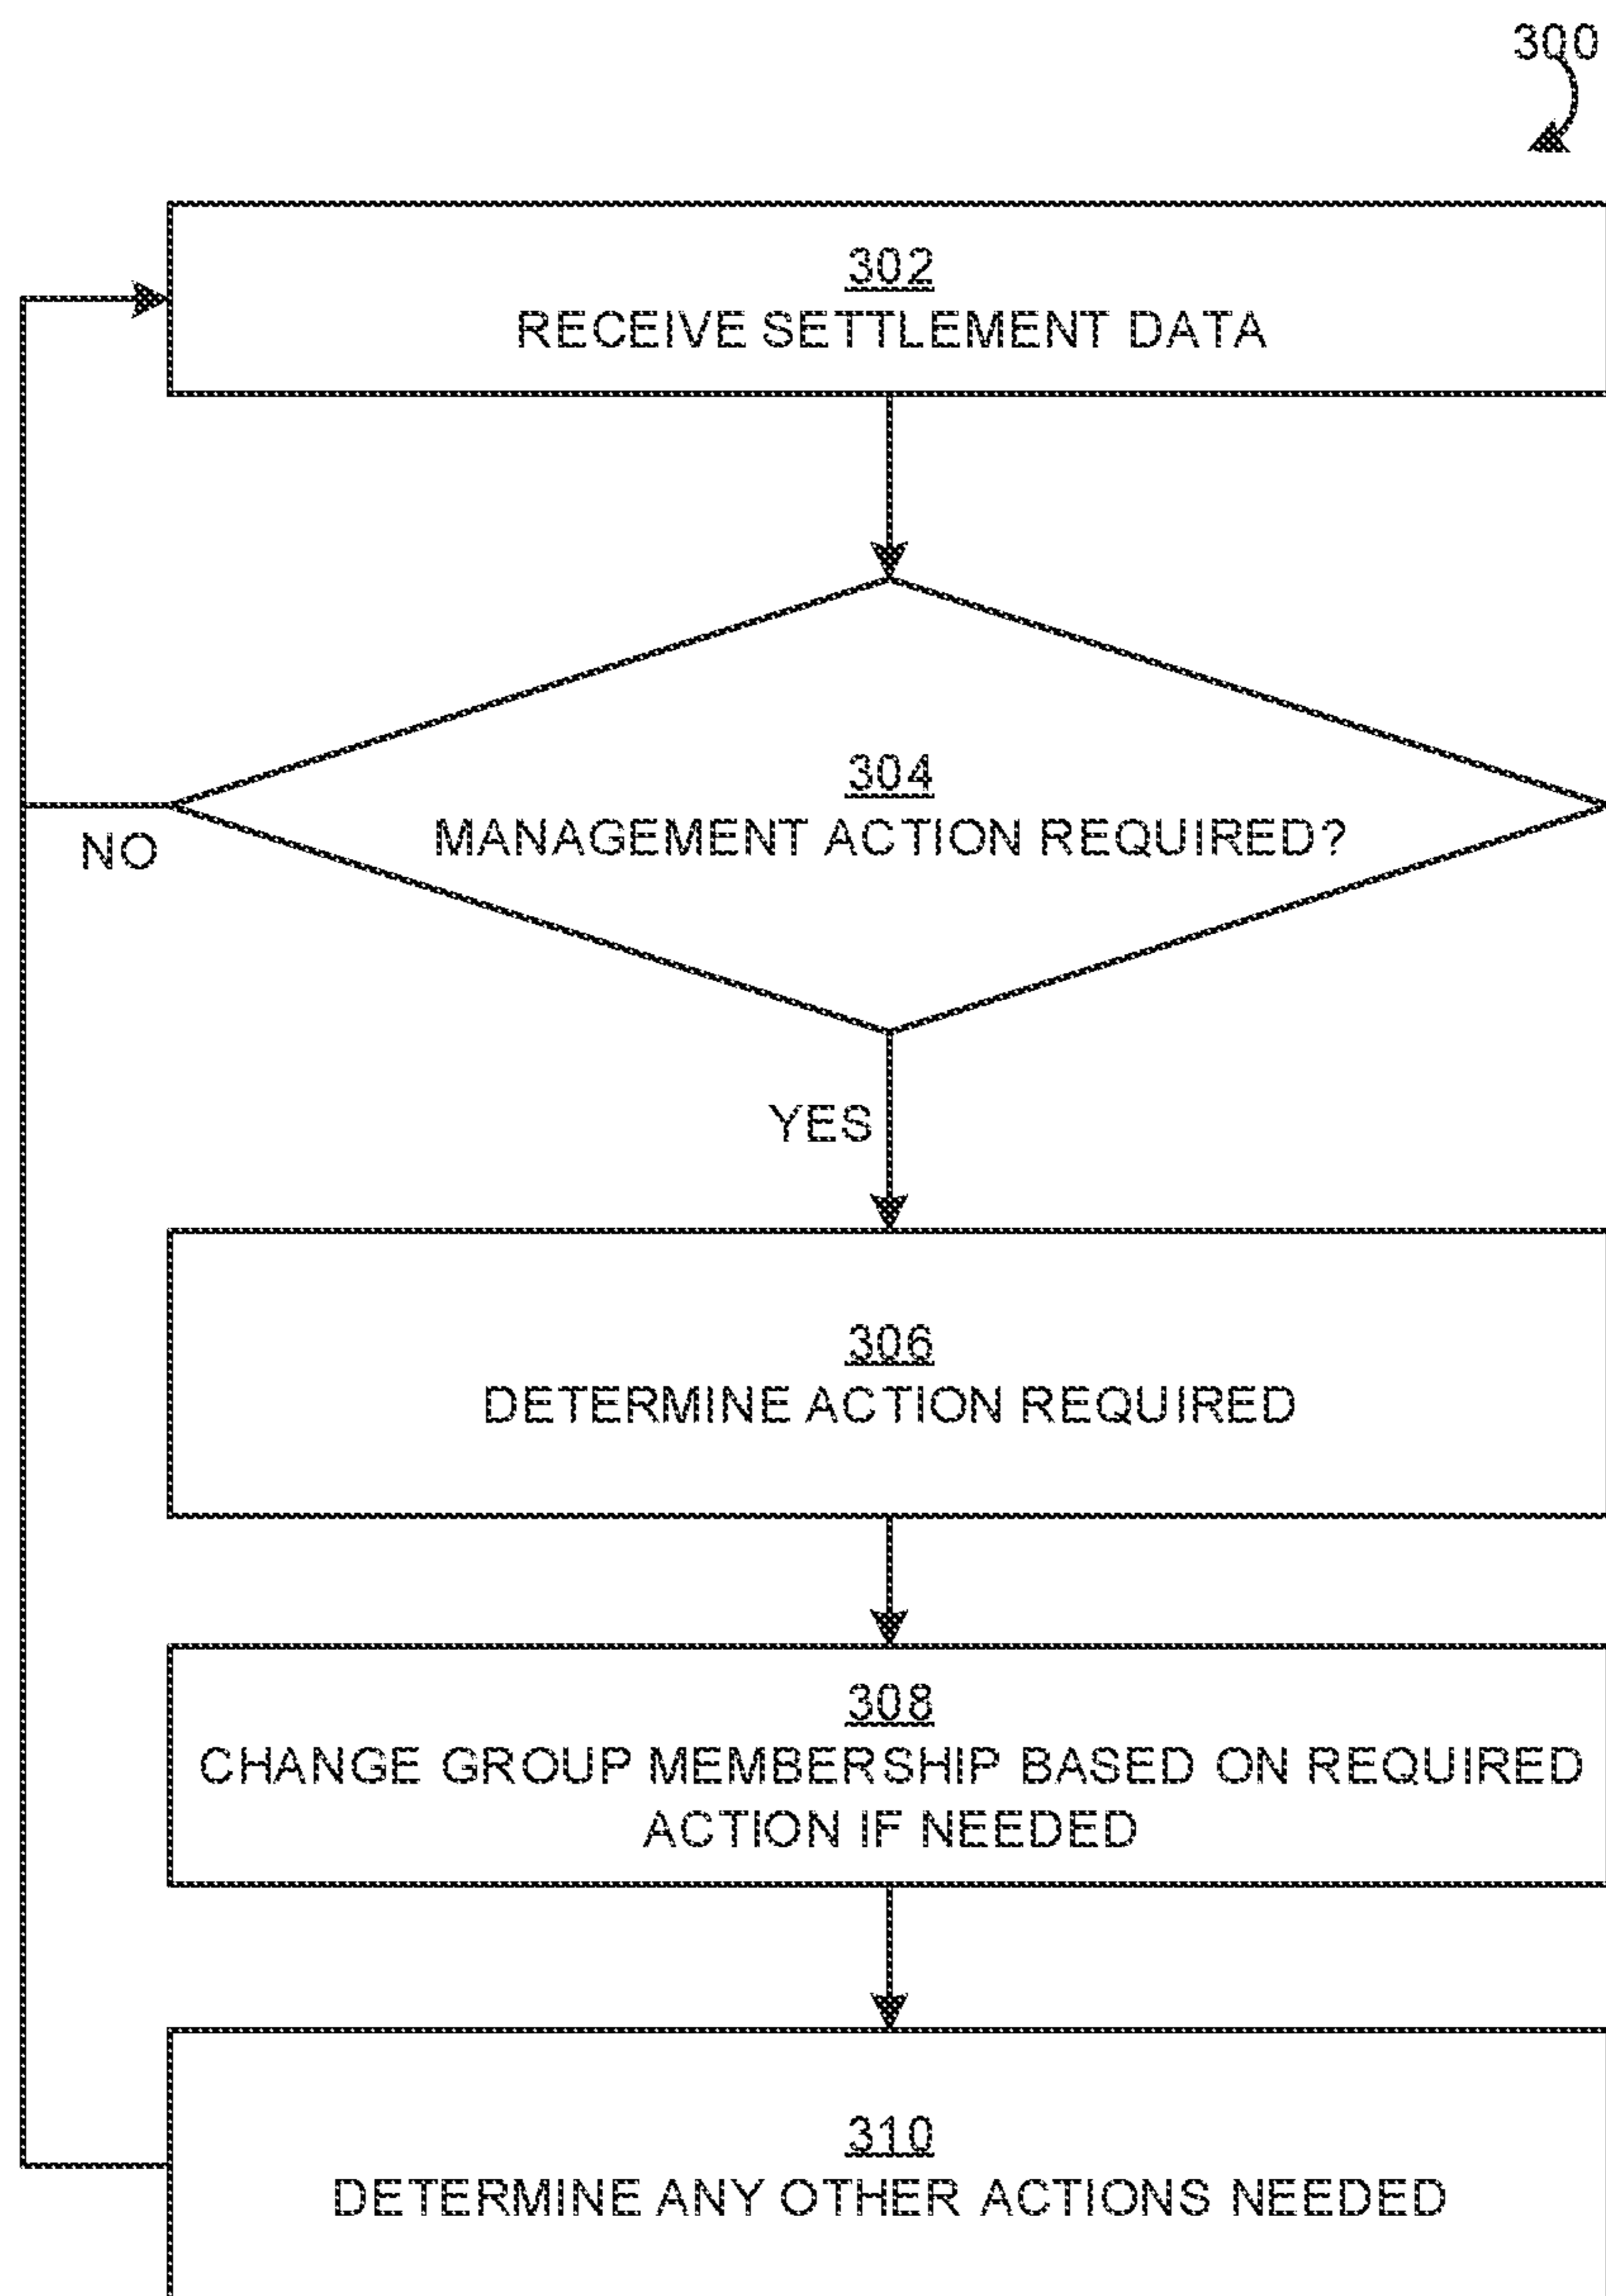 300
302
RECEIVE SETTLEMENT DATA
304
MANAGEMENT ACTION REQUIRED?
NO
YES
306
DETERMINE ACTION REQUIRED
308
CHANGE GROUP MEMBERSHIP BASED ON REQUIRED
ACTION IF NEEDED
310
DETERMINE ANY OTHER ACTIONS NEEDED